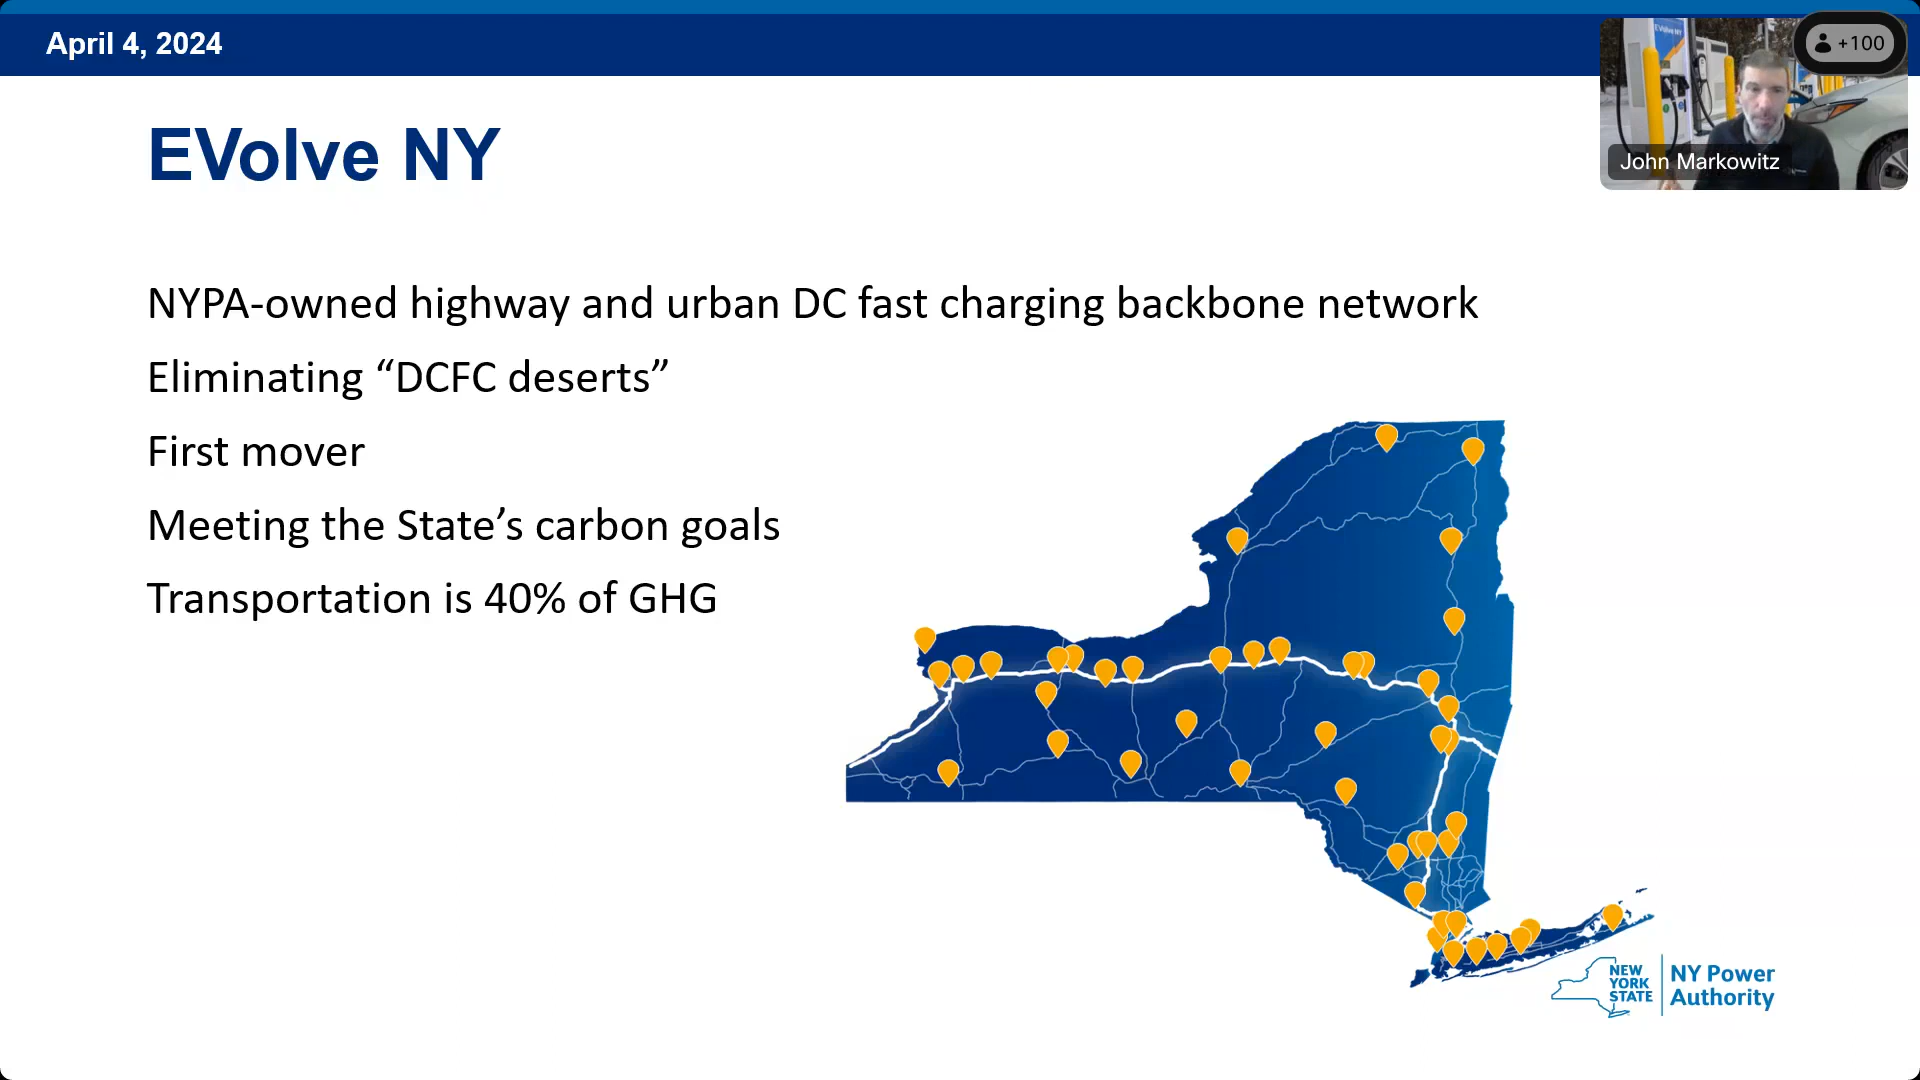 April 4, 2024
+100
EVolve NY
John Markowitz
EVolve NY
NYPA-owned highway and urban DC fast charging backbone network
Eliminating “DCFC deserts”
First mover
Meeting the State’s carbon goals
Transportation is 40% of GHG
NEW
YORK
STATE
NY Power
Authority